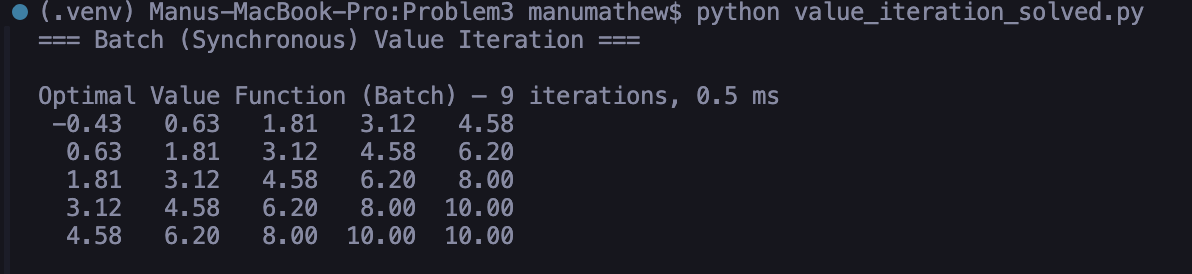 (.venv) Manus-MacBook-Pro:Problem3 manumathew$ python value_iteration_solved.py
=== Batch (Synchronous) Value Iteration ===
Optimal Value Function (Batch) — 9 iterations, 0.5 ms
-0.43 0.63 1.81 3.12 4.58
0.63 1.81 3.12 4.58 6.20
1.81 3.12 4.58 6.20 8.00
3.12 4.58 6.20 8.00 10.00
4.58 6.20 8.00 10.00 10.00